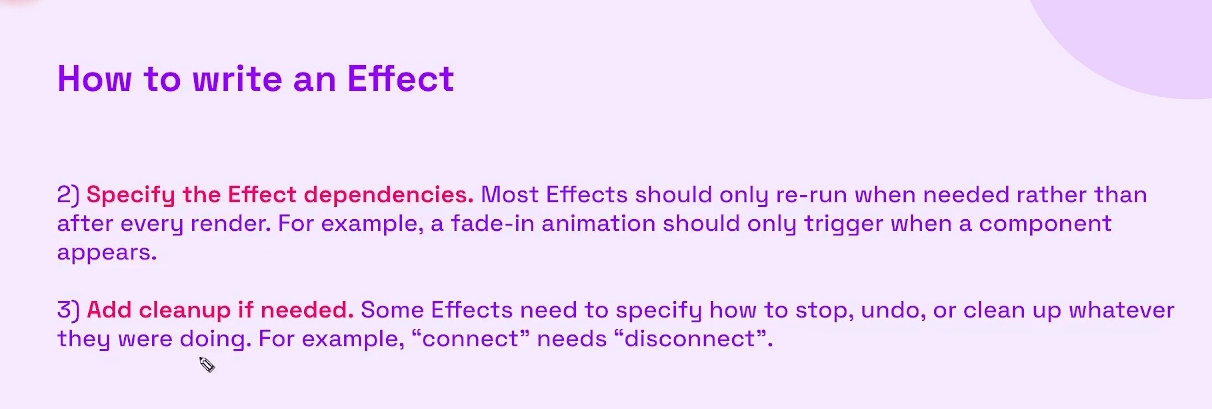 How to write an Effect
2) Specify the Effect dependencies. Most Effects should only re-run when needed rather than
after every render. For example, a fade-in animation should only trigger when a component
appears.
3) Add cleanup if needed. Some Effects need to specify how to stop, undo, or clean up whatever
they were doing. For example, “connect” needs “disconnect”.